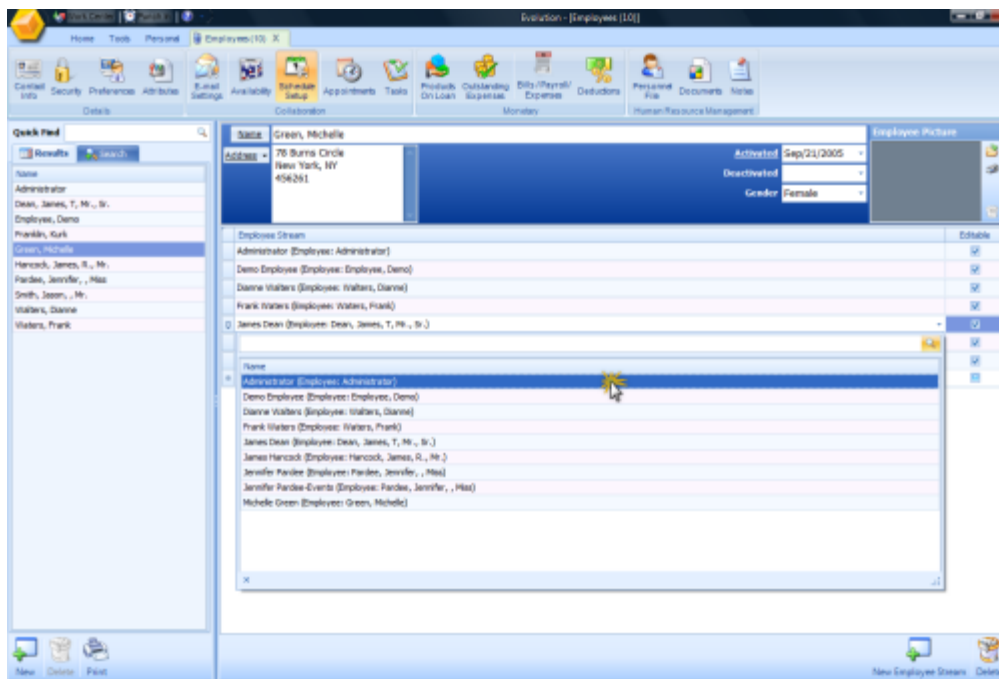 Evolution - [Employees (10)]
Home Tools Personal Employees (10) X
Contact Info Security Preferences Attributes E-mail Settings Availability Schedule Setup Appointments Tasks Products On Loan Outstanding Expenses Bills/Payroll/Expenses Deductions Personnel File Documents Notes
Details Collaboration Monetary Human Resource Management
Quick Find
Results Search
Name
Administrator
Dean, James, T, Mr., Sr.
Employee, Demo
Franklin, Kurk
Green, Michelle
Hancock, James, R., Mr.
Pardee, Jennifer, , Miss
Smith, Jason, , Mr.
Walters, Dianne
Waters, Frank
Name Green, Michelle
Address 78 Burns Circle
New York, NY
456261
Activated Sep/21/2005
Deactivated
Gender Female
Employee Picture
Employee Stream Editable
Administrator (Employee: Administrator)
Demo Employee (Employee: Employee, Demo)
Dianne Walters (Employee: Walters, Dianne)
Frank Waters (Employee: Waters, Frank)
James Dean (Employee: Dean, James, T, Mr., Sr.)
Name
Administrator (Employee: Administrator)
Demo Employee (Employee: Employee, Demo)
Dianne Walters (Employee: Walters, Dianne)
Frank Waters (Employee: Waters, Frank)
James Dean (Employee: Dean, James, T, Mr., Sr.)
James Hancock (Employee: Hancock, James, R., Mr.)
Jennifer Pardee (Employee: Pardee, Jennifer, , Miss)
Jennifer Pardee-Events (Employee: Pardee, Jennifer, , Miss)
Michelle Green (Employee: Green, Michelle)
New Delete Print
New Employee Stream Delete